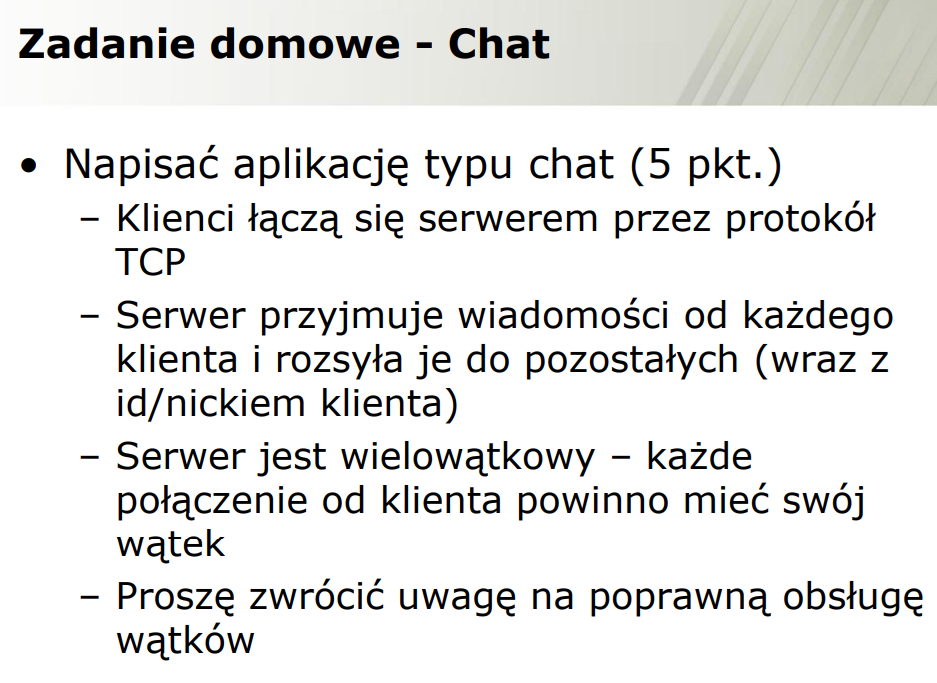 Zadanie domowe – Chat
• Napisać aplikację typu chat (5 pkt.)
– Klienci łączą się serwerem przez protokół
TCP
– Serwer przyjmuje wiadomości od każdego
klienta i rozsyła je do pozostałych (wraz z
id/nickiem klienta)
– Serwer jest wielowątkowy – każde
połączenie od klienta powinno mieć swój
wątek
– Proszę zwrócić uwagę na poprawną obsługę
wątków